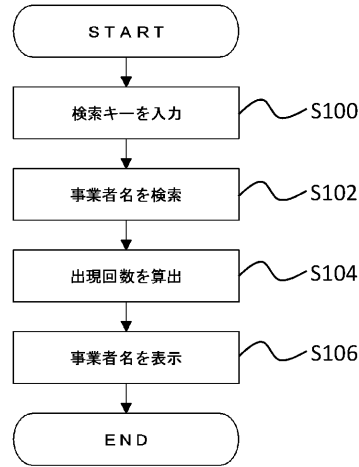 START
検索キーを入力
S100
事業者名を検索
S102
出現回数を算出
S104
事業者名を表示
S106
END